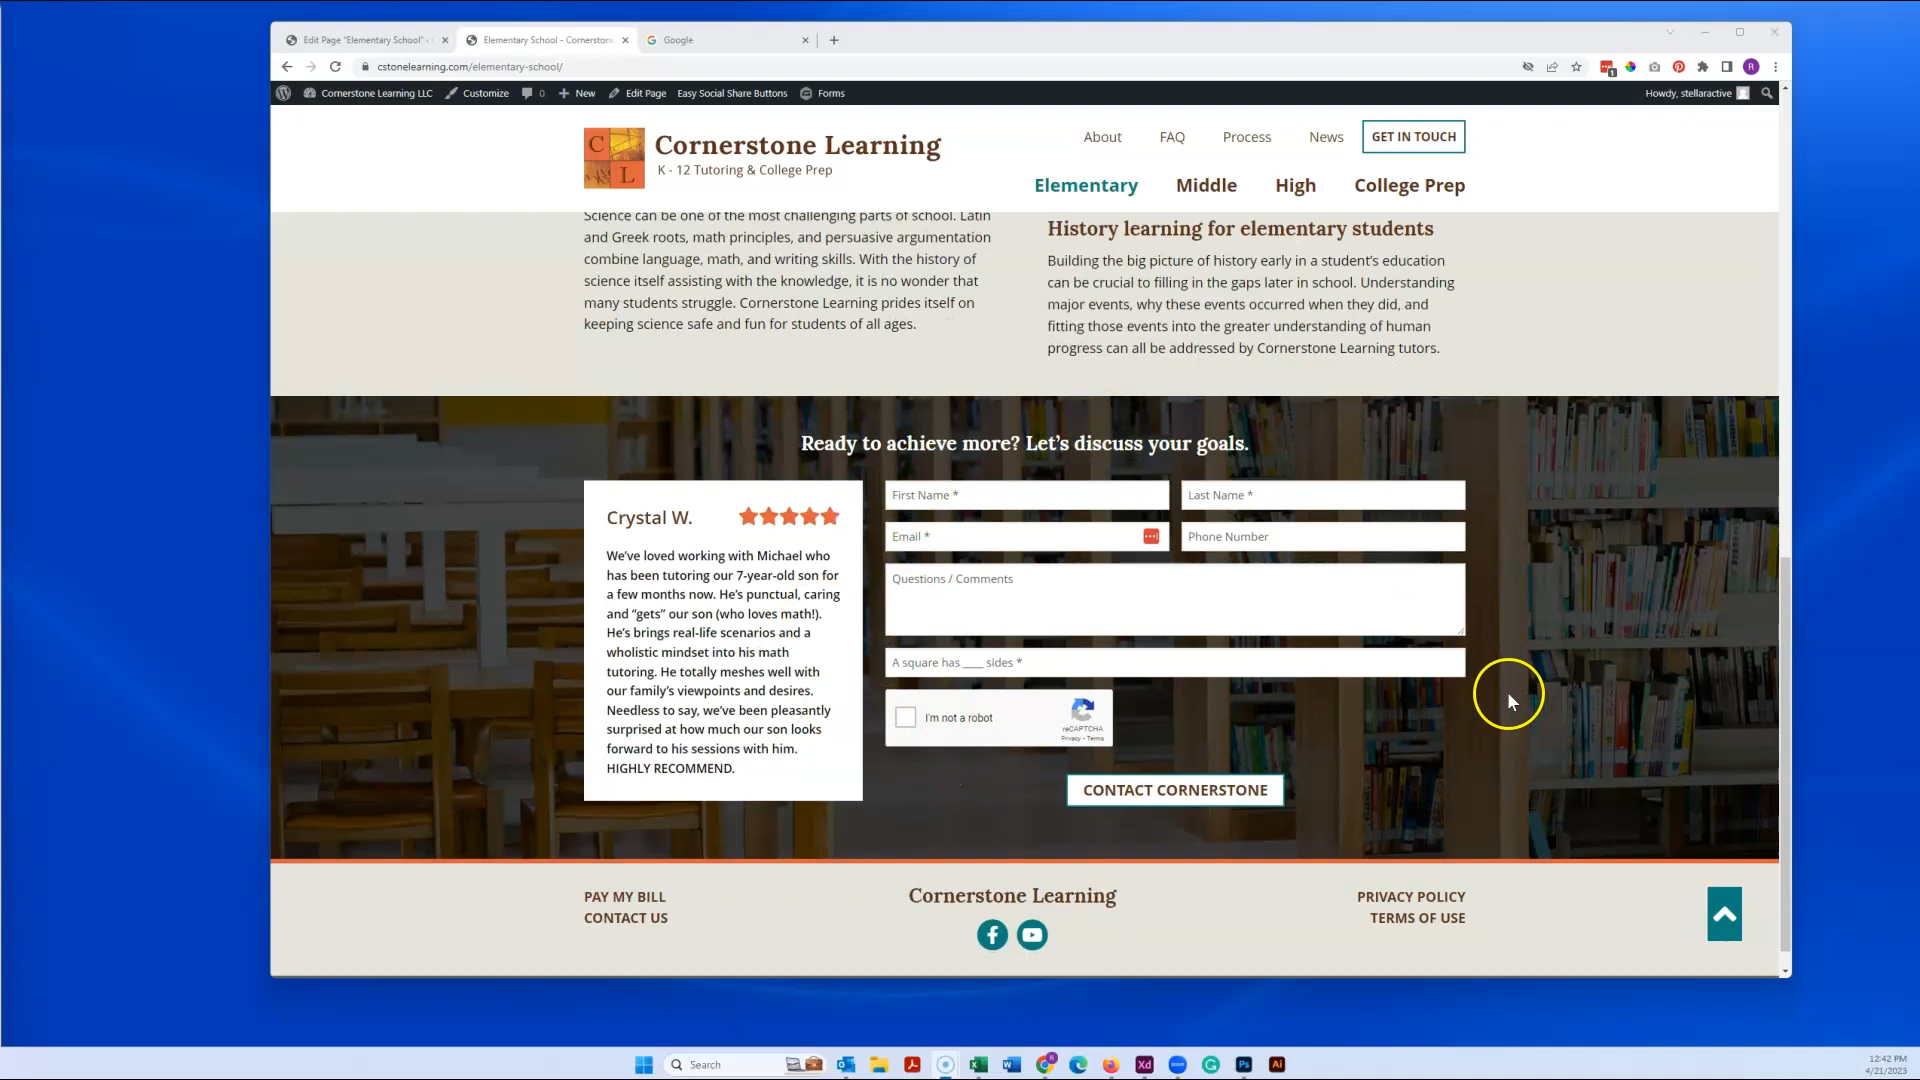 Edit Page "Elementary School" -
Elementary School - Cornerstone
Google
cstonelearning.com/elementary-school/
1
R
Cornerstone Learning LLC
Customize
0
New
Edit Page
Easy Social Share Buttons
Forms
Howdy, stellaractive
C
L
Cornerstone Learning
K - 12 Tutoring & College Prep
About
FAQ
Process
News
GET IN TOUCH
Elementary
Middle
High
College Prep
Science can be one of the most challenging parts of school. Latin
and Greek roots, math principles, and persuasive argumentation
combine language, math, and writing skills. With the history of
science itself assisting with the knowledge, it is no wonder that
many students struggle. Cornerstone Learning prides itself on
keeping science safe and fun for students of all ages.
History learning for elementary students
Building the big picture of history early in a student's education
can be crucial to filling in the gaps later in school. Understanding
major events, why these events occurred when they did, and
fitting those events into the greater understanding of human
progress can all be addressed by Cornerstone Learning tutors.
Ready to achieve more? Let's discuss your goals.
Crystal W.
We've loved working with Michael who
has been tutoring our 7-year-old son for
a few months now. He's punctual, caring
and "gets" our son (who loves math!).
He's brings real-life scenarios and a
wholistic mindset into his math
tutoring. He totally meshes well with
our family's viewpoints and desires.
Needless to say, we've been pleasantly
surprised at how much our son looks
forward to his sessions with him.
HIGHLY RECOMMEND.
First Name *
Last Name *
Email *
Phone Number
Questions / Comments
A square has ____ sides *
I'm not a robot
reCAPTCHA
Privacy - Terms
CONTACT CORNERSTONE
PAY MY BILL
CONTACT US
Cornerstone Learning
PRIVACY POLICY
TERMS OF USE
Search
Xd
zoom
Ps
Ai
12:42 PM
4/21/2023